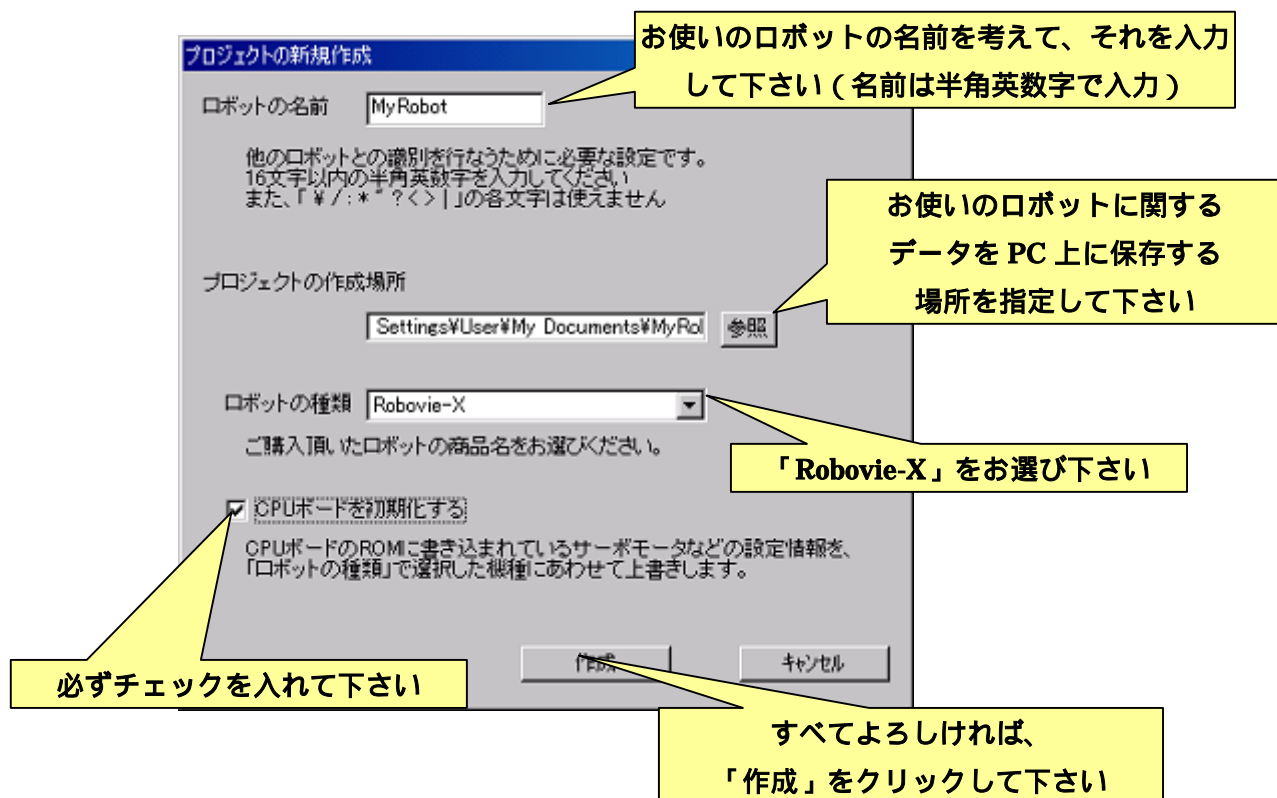 お使いのロボットの名前を考えて、それを入力
して下さい(名前は半角英数字で入力)
プロジェクトの新規作成
ロボットの名前 MyRobot
他のロボットとの識別を行なうために必要な設定です。
16文字以内の半角英数字を入力してください
また、「¥/:*"?<>|」の各文字は使えません
お使いのロボットに関する
データを PC 上に保存する
場所を指定して下さい
プロジェクトの作成場所
Settings¥User¥My Documents¥MyRol 参照
ロボットの種類 Robovie-X
ご購入頂いたロボットの商品名をお選びください。
「Robovie-X」をお選び下さい
CPUボードを初期化する
CPUボードのROMに書き込まれているサーボモータなどの設定情報を、
「ロボットの種類」で選択した機種にあわせて上書きします。
作成 キャンセル
必ずチェックを入れて下さい
すべてよろしければ、
「作成」をクリックして下さい